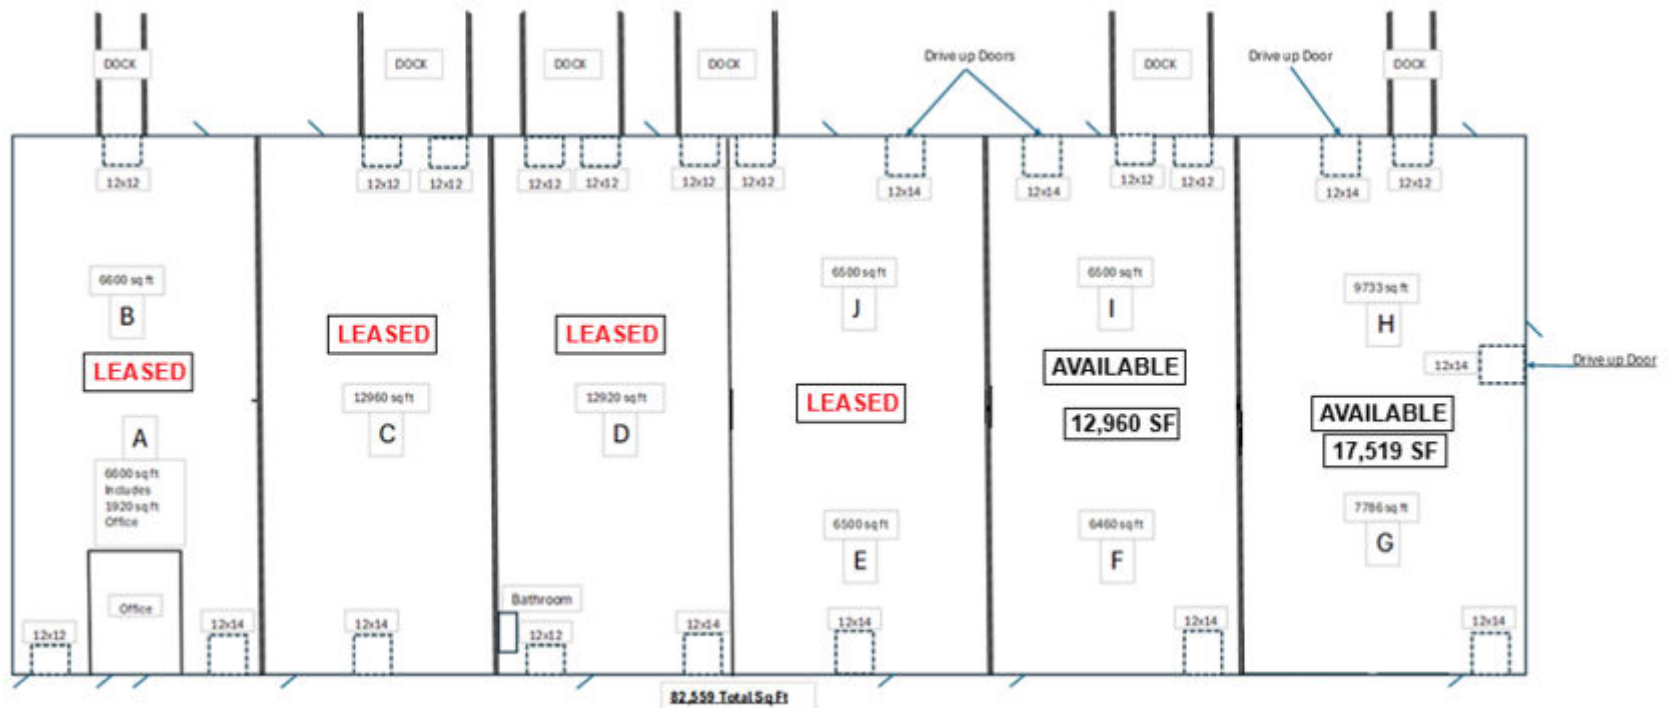 DOCK
DOCK
DOCK
DOCK
Drive up Doors
DOCK
Drive up Door
DOCK
12x12
12x12
12x12
12x12
12x12
12x12
12x12
12x14
12x14
12x12
12x12
12x14
12x12
6600 sq ft
B
LEASED
A
6600 sq ft
Includes
1920 sq ft
Office
Office
12x12
12x14
LEASED
12960 sq ft
C
12x14
LEASED
12920 sq ft
D
Bathroom
12x12
12x14
6500 sq ft
J
LEASED
6500 sq ft
E
12x14
6500 sq ft
I
AVAILABLE
12,960 SF
6460 sq ft
F
12x14
9733 sq ft
H
12x14
Drive up Door
AVAILABLE
17,519 SF
7786 sq ft
G
12x14
82,559 Total Sq Ft